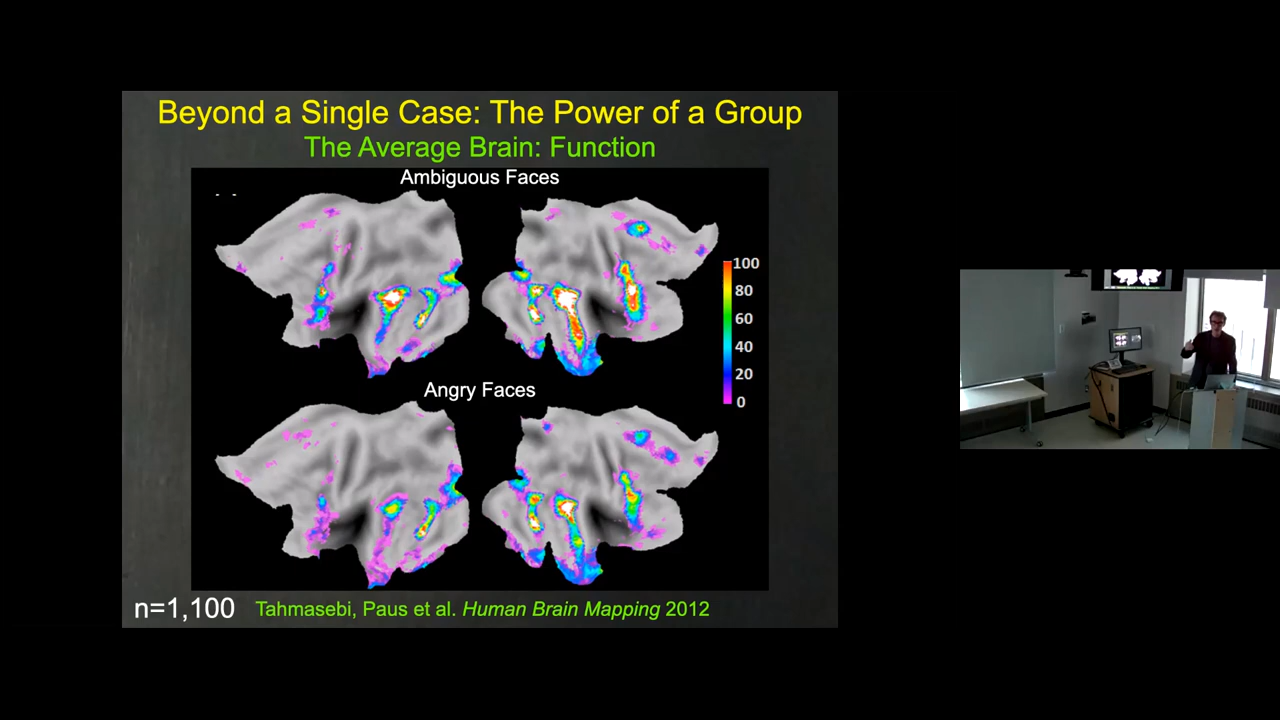 Beyond a Single Case: The Power of a Group
The Average Brain: Function
Ambiguous Faces
100
80
60
40
20
0
Angry Faces
n=1,100
Tahmasebi, Paus et al. Human Brain Mapping 2012